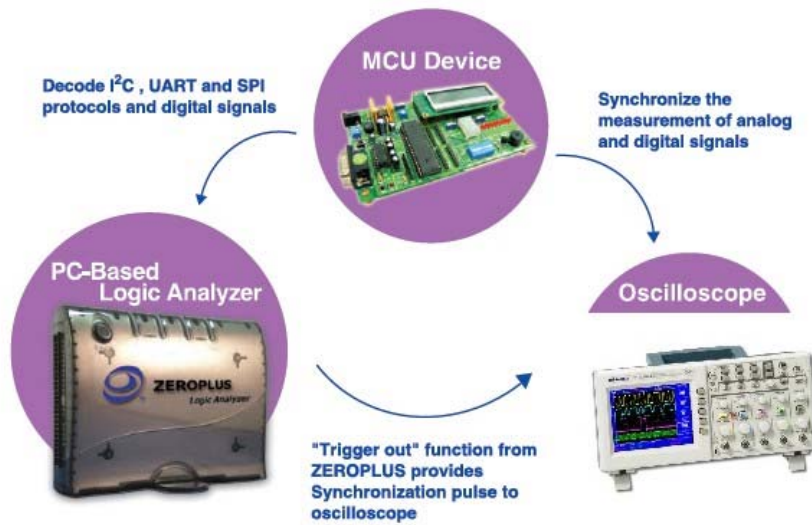 MCU Device
Decode I²C , UART and SPI
protocols and digital signals
Synchronize the
measurement of analog
and digital signals
PC-Based
Logic Analyzer
ZEROPLUS
Logic Analyzer
Oscilloscope
"Trigger out" function from
ZEROPLUS provides
Synchronization pulse to
oscilloscope